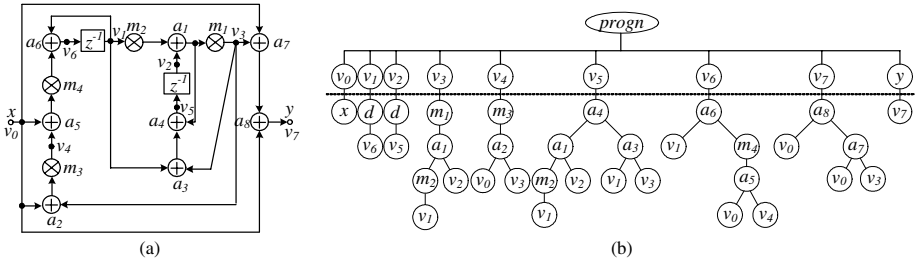 a6 v6 z-1 v1 m2 a1 m1 v3 a7
v2
m4 z-1
x v5 y
v0 a5 a4 a8 v7
v4
m3 a3
a2
(a)
progn
v0 v1 v2 v3 v4 v5 v6 v7 y
x d d m1 m3 a4 a6 a8 v7
v6 v5 a1 a2 a1 a3 v1 m4 v0 a7
m2 v2 v0 v3 m2 v2 v1 v3 a5 v0 v3
v1 v1 v0 v4
(b)